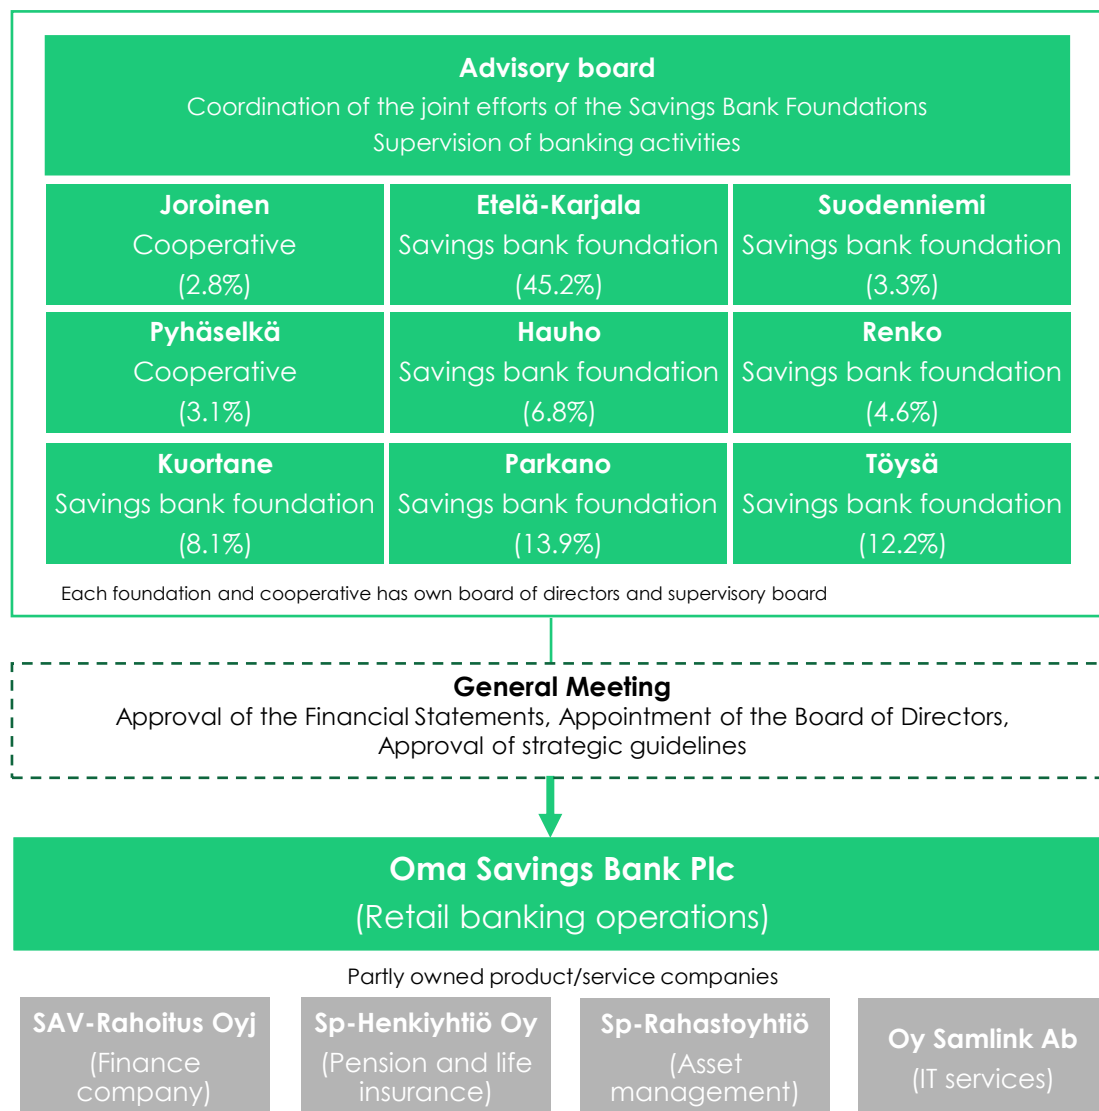 Advisory board
Coordination of the joint efforts of the Savings Bank Foundations
Supervision of banking activities
Joroinen
Cooperative
(2.8%)
Etelä-Karjala
Savings bank foundation
(45.2%)
Suodenniemi
Savings bank foundation
(3.3%)
Pyhäselkä
Cooperative
(3.1%)
Hauho
Savings bank foundation
(6.8%)
Renko
Savings bank foundation
(4.6%)
Kuortane
Savings bank foundation
(8.1%)
Parkano
Savings bank foundation
(13.9%)
Töysä
Savings bank foundation
(12.2%)
Each foundation and cooperative has own board of directors and supervisory board
General Meeting
Approval of the Financial Statements, Appointment of the Board of Directors,
Approval of strategic guidelines
Oma Savings Bank Plc
(Retail banking operations)
Partly owned product/service companies
SAV-Rahoitus Oyj
(Finance
company)
Sp-Henkiyhtiö Oy
(Pension and life
insurance)
Sp-Rahastoyhtiö
(Asset
management)
Oy Samlink Ab
(IT services)